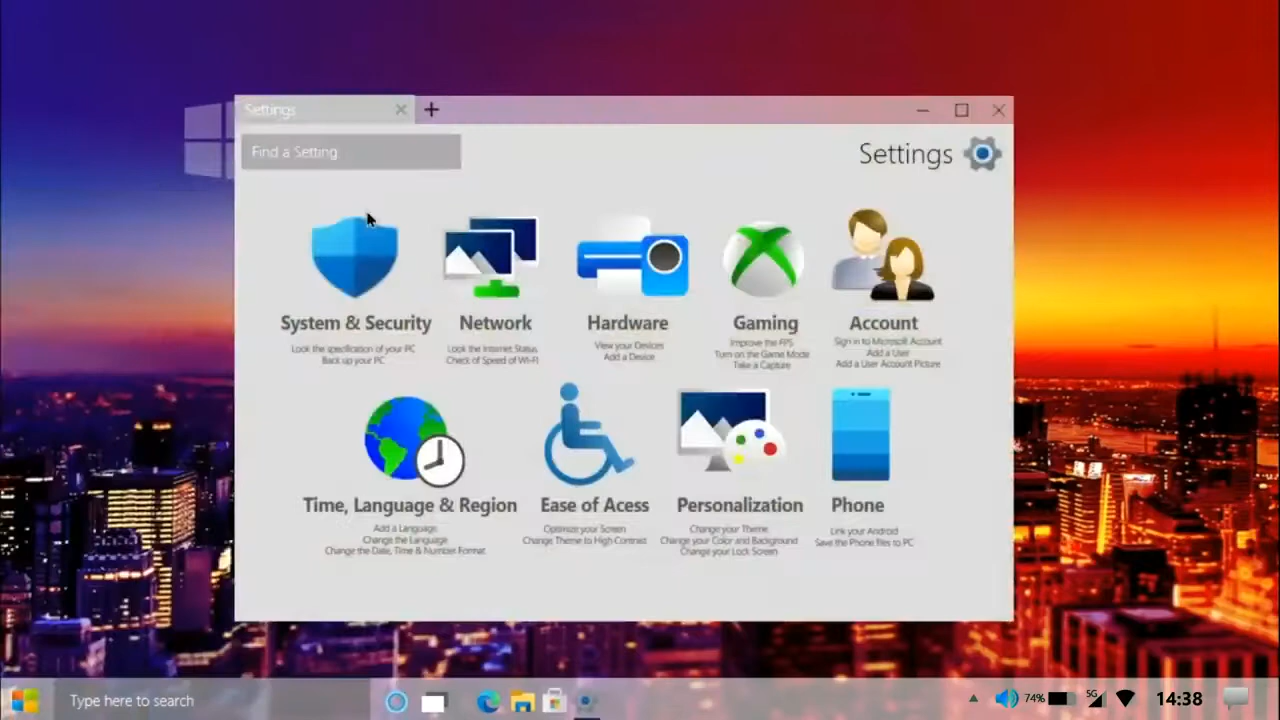 Settings
Find a Setting
Settings
System & Security
Look the specification of your PC
Back up your PC
Network
Look the Internet Status
Check of Speed of Wi-Fi
Hardware
View your Devices
Add a Device
Gaming
Improve the FPS
Turn on the Game Mode
Take a Capture
Account
Sign in to Microsoft Account
Add a User
Add a User Account Picture
Time, Language & Region
Add a Language
Change the Language
Change the Date, Time & Number Format
Ease of Acess
Optimize your Screen
Change Theme to High Contrast
Personalization
Change your Theme
Change your Color and Background
Change your Lock Screen
Phone
Link your Android
Save the Phone files to PC
Type here to search
74%
5G
14:38